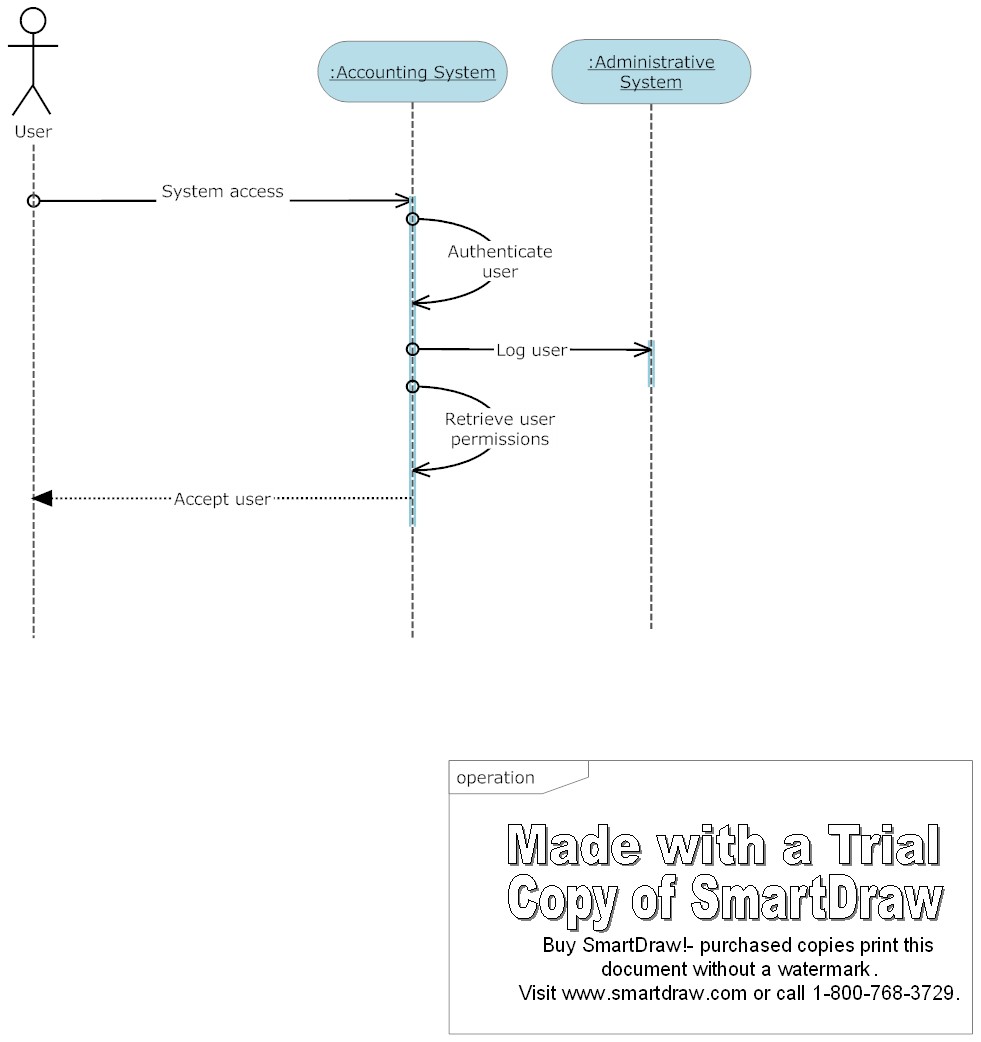 :Accounting System
:Administrative
System
User
System access
Authenticate
user
Log user
Retrieve user
permissions
Accept user
operation
Made with a Trial
Copy of SmartDraw
Buy SmartDraw!- purchased copies print this
document without a watermark .
Visit www.smartdraw.com or call 1-800-768-3729.